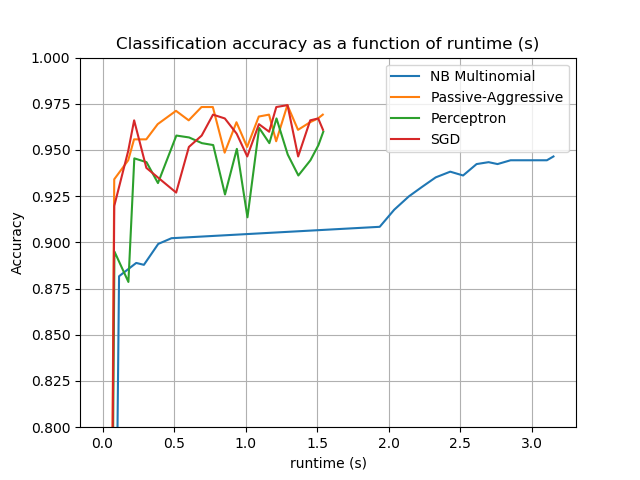 Classification accuracy as a function of runtime (s)
1.000
0.975
0.950
0.925
0.900
0.875
0.850
0.825
0.800
Accuracy
NB Multinomial
Passive-Aggressive
Perceptron
SGD
0.0 0.5 1.0 1.5 2.0 2.5 3.0
runtime (s)